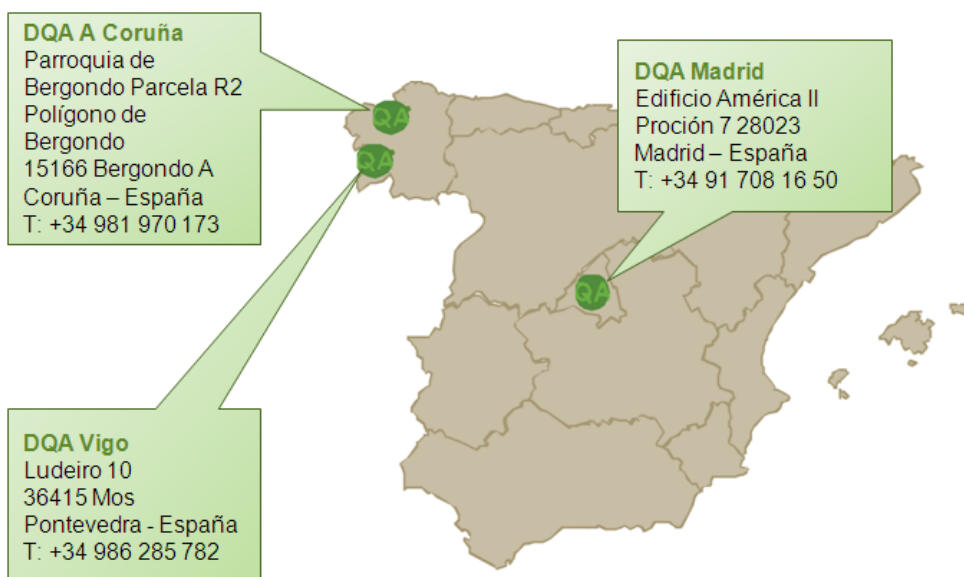 DQA A Coruña
Parroquia de
Bergondo Parcela R2
Polígono de
Bergondo
15166 Bergondo A
Coruña – España
T: +34 981 970 173
DQA Madrid
Edificio América II
Proción 7 28023
Madrid – España
T: +34 91 708 16 50
QA
QA
QA
DQA Vigo
Ludeiro 10
36415 Mos
Pontevedra - España
T: +34 986 285 782